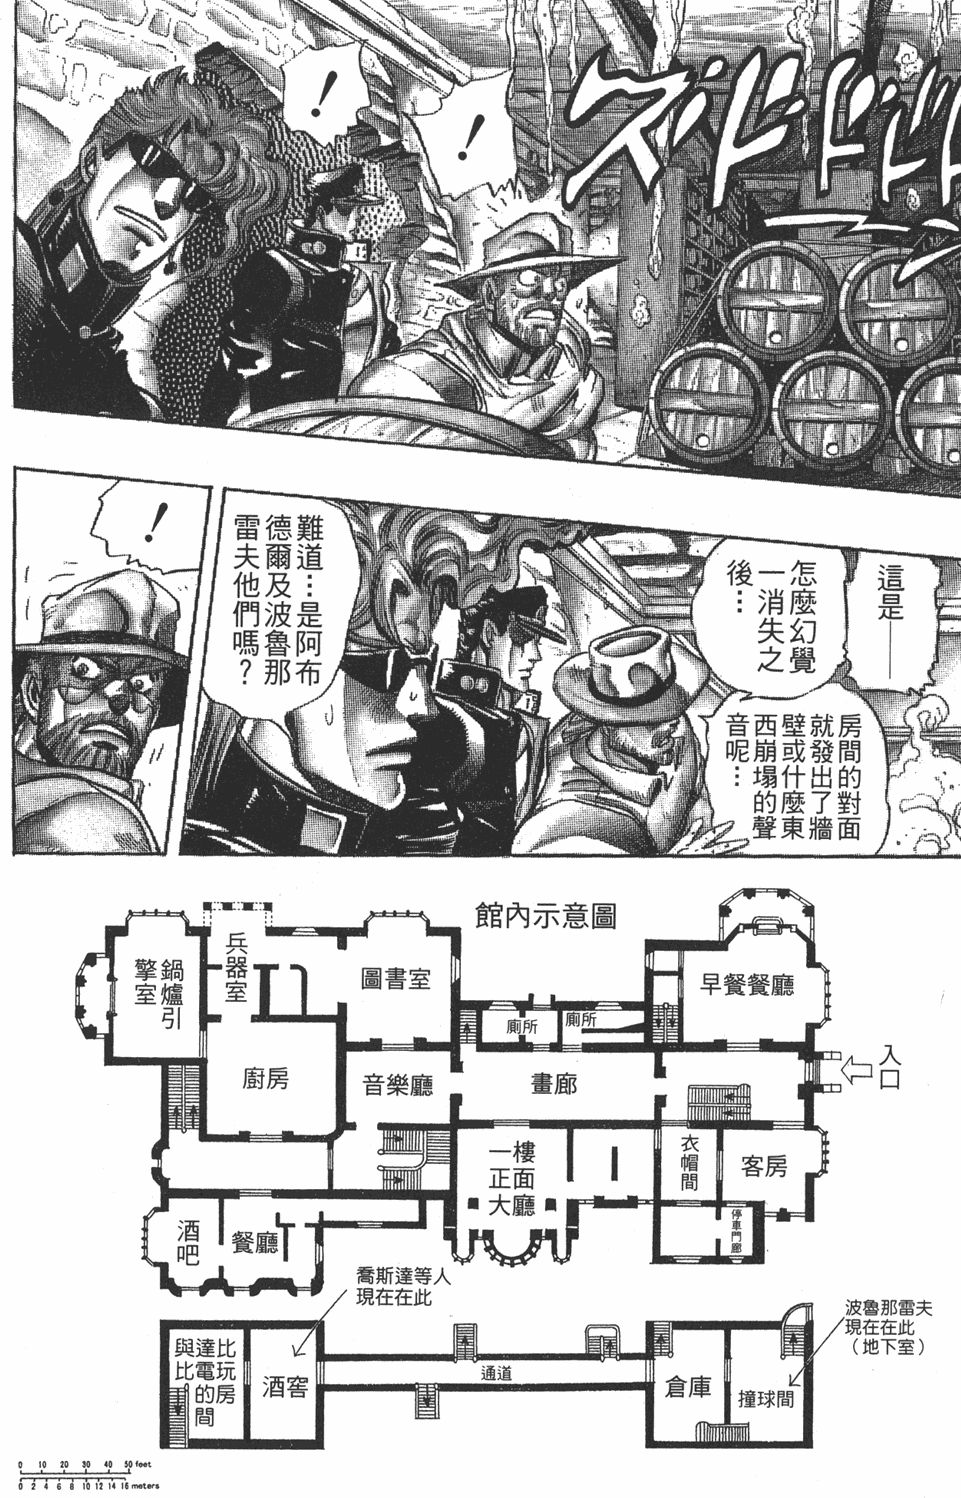 !
!
ズドドドド
這是——
怎麼幻覺
一消失之
後…
房間的對面
就發出了牆
壁或什麼東
西崩塌的聲
音呢…
難道…是阿布
德爾及波魯那
雷夫他們嗎？
!
館內示意圖
鍋爐引
擎室
兵器室
圖書室
廚房
音樂廳
廁所
廁所
畫廊
早餐餐廳
入口
一樓
正面
大廳
衣帽間
客房
停車門廊
酒吧
餐廳
喬斯達等人
現在在此
波魯那雷夫
現在在此
（地下室）
比玩房
達電的間
與比
酒窖
通道
倉庫
撞球間
0 10 20 30 40 50 feet
0 2 4 6 8 10 12 14 16 meters